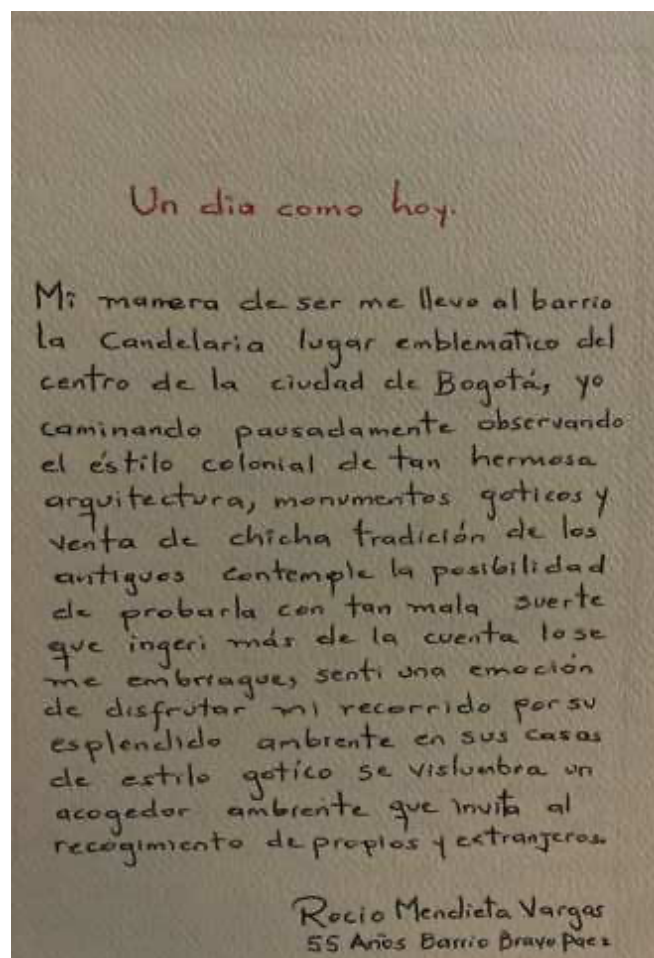 Un dia como hoy.
Mi manera de ser me llevo al barrio
la Candelaria lugar emblematico del
centro de la ciudad de Bogotá, yo
caminando pausadamente observando
el éstilo colonial de tan hermosa
arquitectura, monumentos goticos y
venta de chicha tradición de los
antiguos contemple la posibilidad
de probarla con tan mala suerte
que ingeri más de la cuenta lose
me embriague, senti una emoción
de disfrutar mi recorrido por su
esplendido ambiente en sus casas
de estilo gotico se vislumbra un
acogedor ambiente que invita al
recogimiento de propios y extranjeros.
Rocio Mendieta Vargas
55 Años Barrio Bravo Paez